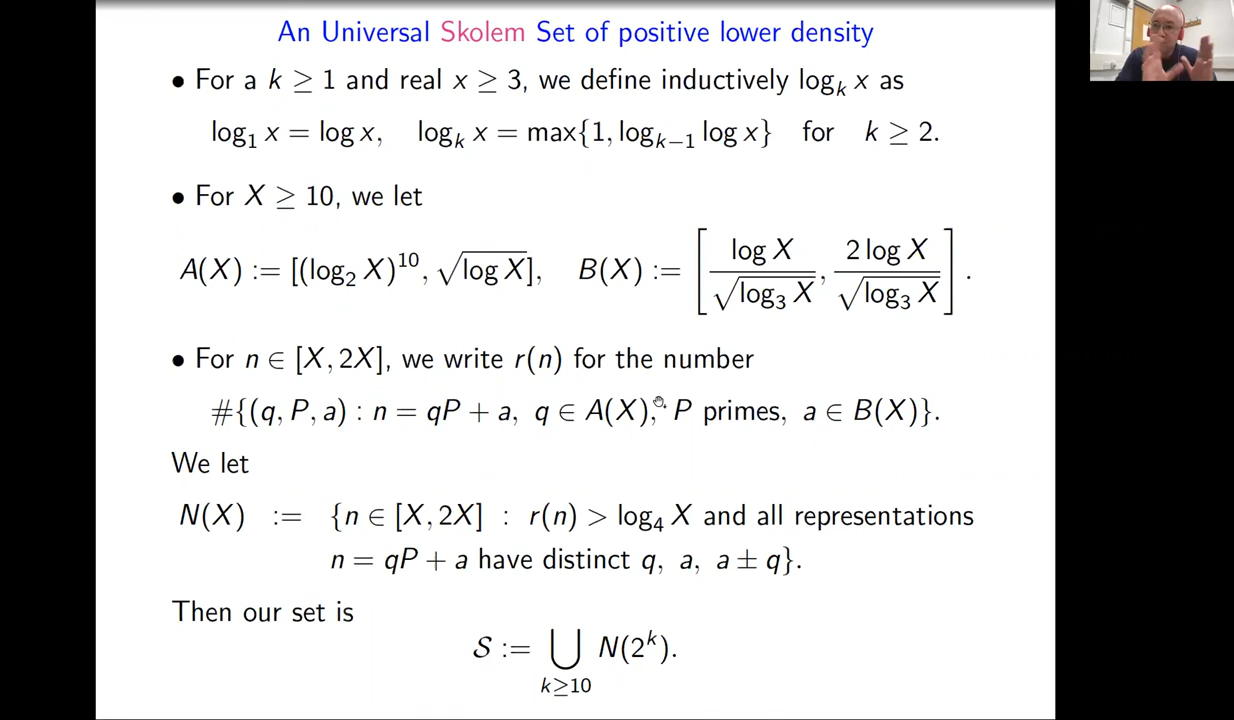 An Universal Skolem Set of positive lower density
• For a k ≥ 1 and real x ≥ 3, we define inductively log_k x as
log_1 x = log x, log_k x = max{1, log_{k−1} log x} for k ≥ 2.
• For X ≥ 10, we let
A(X) := [(log_2 X)^{10}, √(log X)], B(X) := [log X / √(log_3 X), 2 log X / √(log_3 X)].
• For n ∈ [X, 2X], we write r(n) for the number
#{(q, P, a) : n = qP + a, q ∈ A(X), P primes, a ∈ B(X)}.
We let
N(X) := {n ∈ [X, 2X] : r(n) > log_4 X and all representations
n = qP + a have distinct q, a, a ± q}.
Then our set is
𝒮 := ⋃_{k≥10} N(2^k).